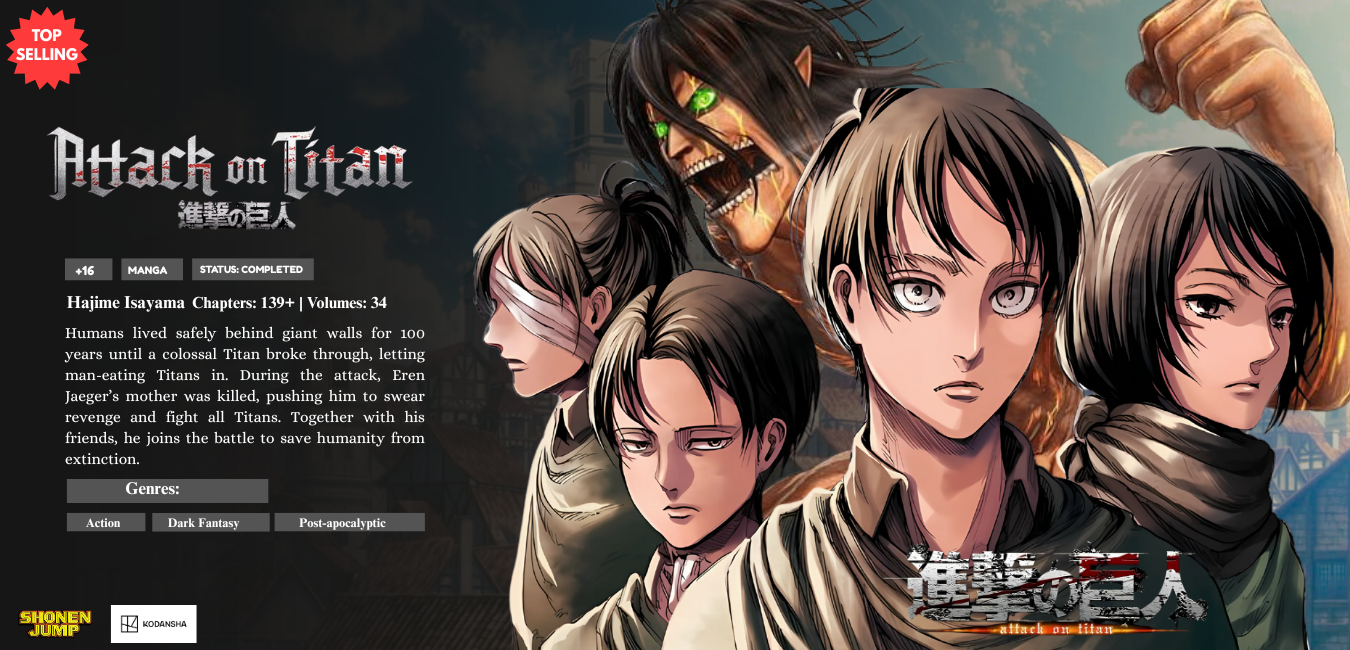 TOP
SELLING
Attack on Titan
進撃の巨人
+16 MANGA STATUS: COMPLETED
Hajime Isayama Chapters: 139+ | Volumes: 34
Humans lived safely behind giant walls for 100
years until a colossal Titan broke through, letting
man-eating Titans in. During the attack, Eren
Jaeger's mother was killed, pushing him to swear
revenge and fight all Titans. Together with his
friends, he joins the battle to save humanity from
extinction.
Genres:
Action Dark Fantasy Post-apocalyptic
進撃の巨人
attack on titan
SHONEN
JUMP
KODANSHA